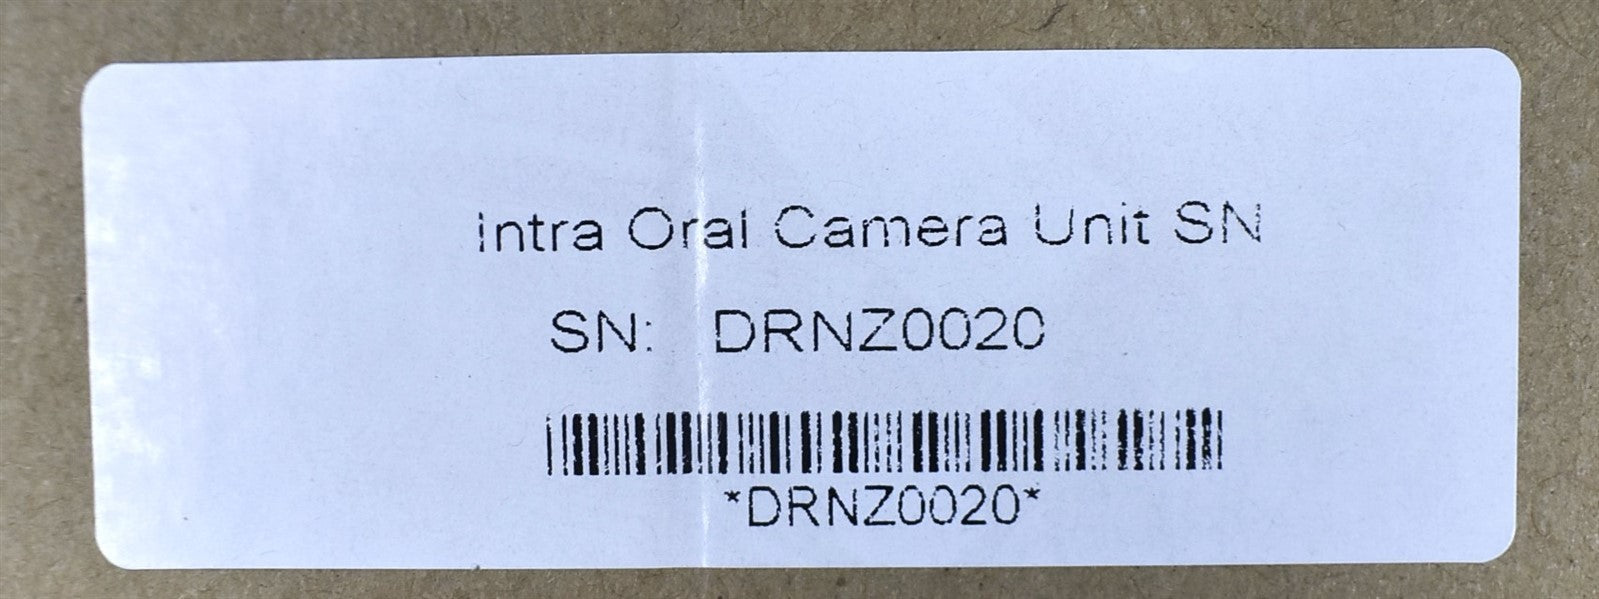 Intra Oral Camera Unit SN
SN: DRNZ0020
*DRNZ0020*